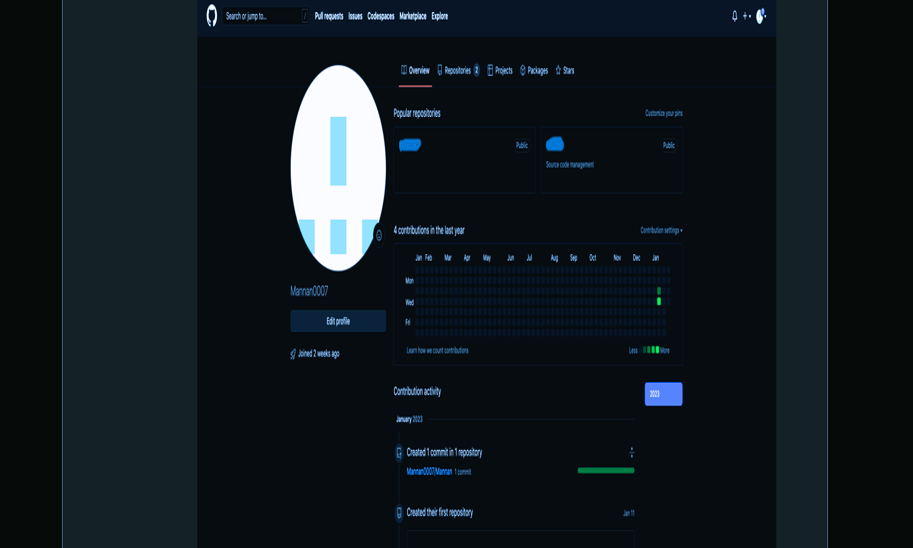 Search or jump to... /
Pull requests Issues Codespaces Marketplace Explore
Overview Repositories 2 Projects Packages Stars
Popular repositories Customize your pins
Public
Public
Source code management
4 contributions in the last year Contribution settings
Jan Feb Mar Apr May Jun Jul Aug Sep Oct Nov Dec Jan
Mon
Wed
Fri
Learn how we count contributions Less More
Mannan0007
Edit profile
Joined 2 weeks ago
Contribution activity 2023
January 2023
Created 1 commit in 1 repository
Mannan0007/Mannan 1 commit
Created their first repository Jan 11